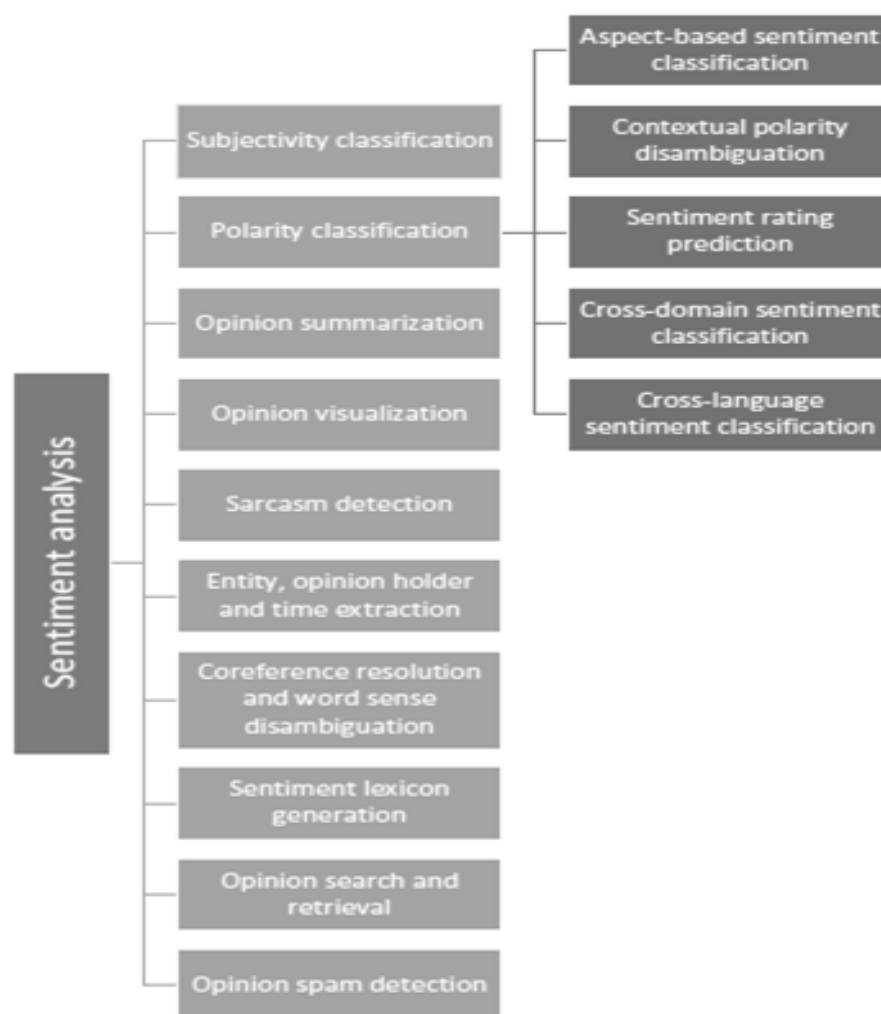 Sentiment analysis
Subjectivity classification
Polarity classification
Opinion summarization
Opinion visualization
Sarcasm detection
Entity, opinion holder
and time extraction
Coreference resolution
and word sense
disambiguation
Sentiment lexicon
generation
Opinion search and
retrieval
Opinion spam detection
Aspect-based sentiment
classification
Contextual polarity
disambiguation
Sentiment rating
prediction
Cross-domain sentiment
classification
Cross-language
sentiment classification